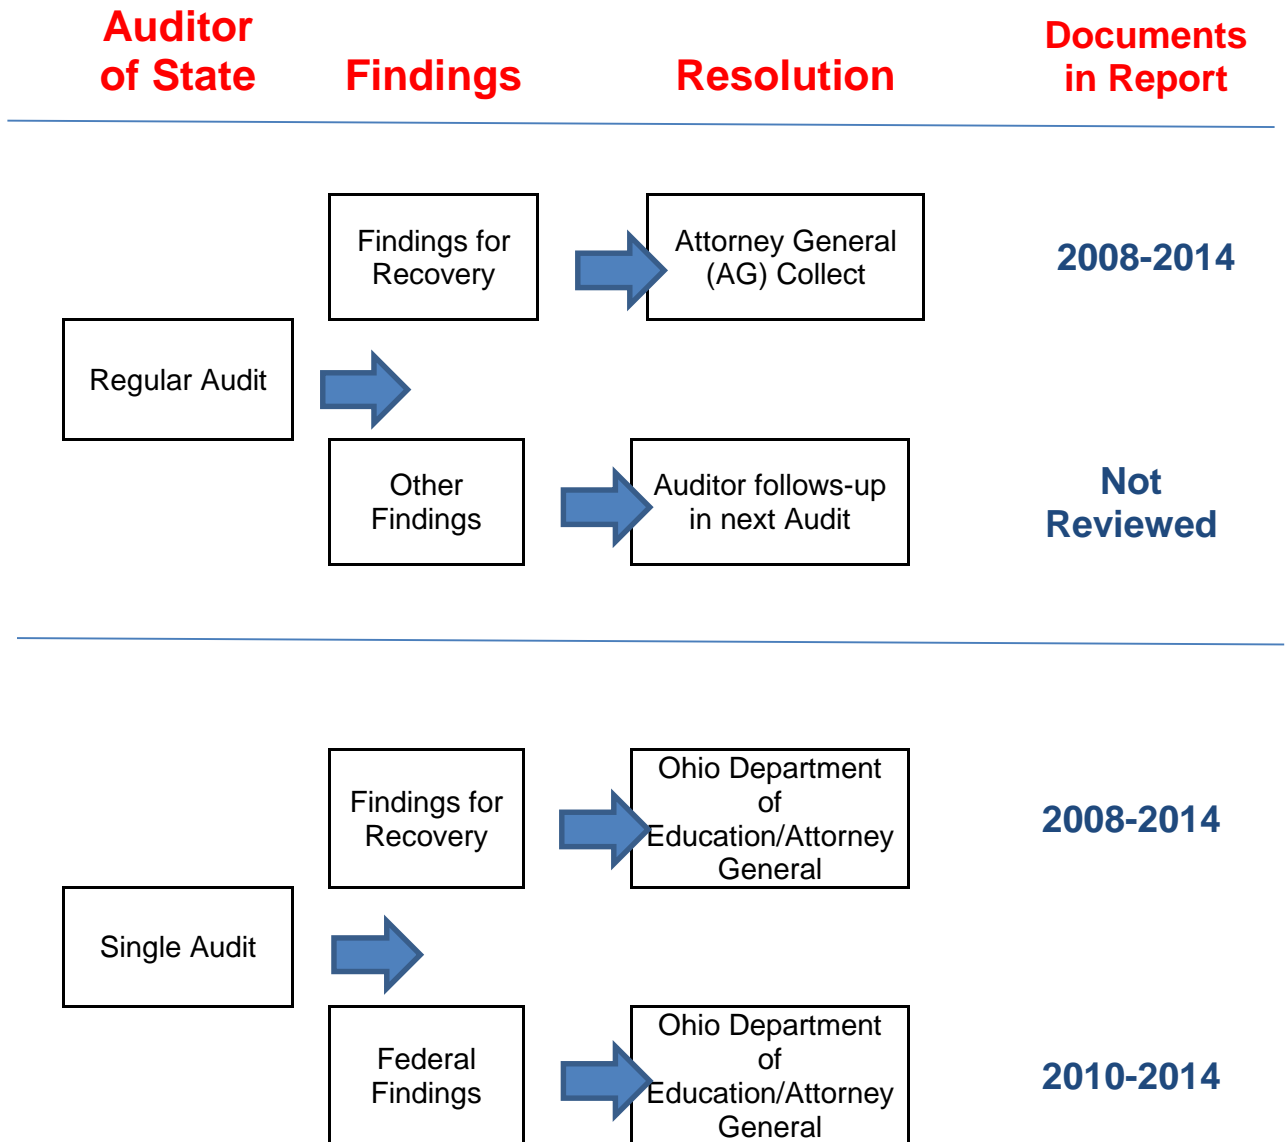 Auditor
of State
Findings
Resolution
Documents
in Report
Findings for
Recovery
Attorney General
(AG) Collect
2008-2014
Regular Audit
Other
Findings
Auditor follows-up
in next Audit
Not
Reviewed
Findings for
Recovery
Ohio Department
of
Education/Attorney
General
2008-2014
Single Audit
Federal
Findings
Ohio Department
of
Education/Attorney
General
2010-2014